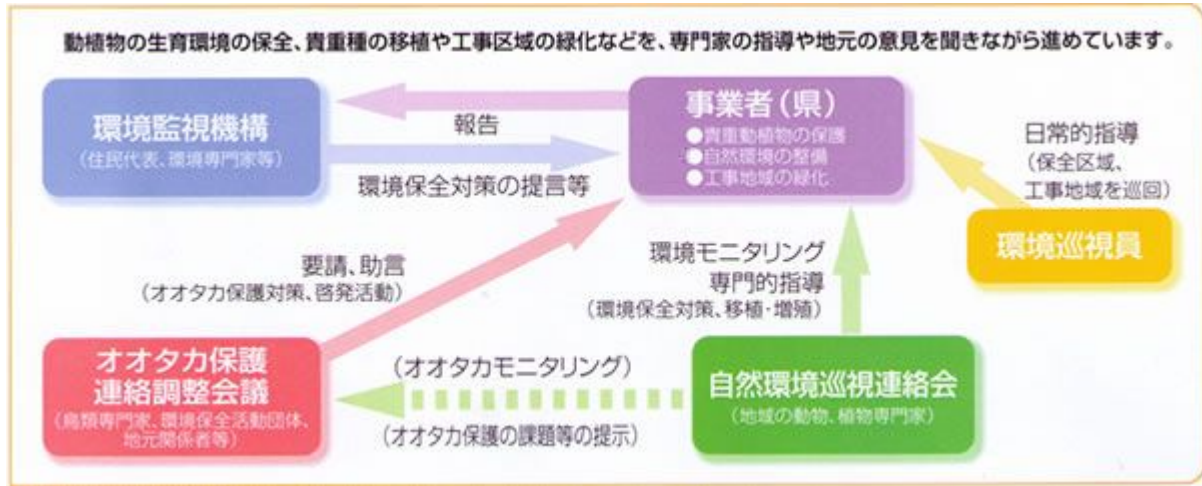 動植物の生育環境の保全、貴重種の移植や工事区域の緑化などを、専門家の指導や地元の意見を聞きながら進めています。
環境監視機構
(住民代表、環境専門家等)
報告
環境保全対策の提言等
事業者(県)
●貴重動植物の保護
●自然環境の整備
●工事地域の緑化
日常的指導
(保全区域、
工事地域を巡回)
環境巡視員
要請、助言
(オオタカ保護対策、啓発活動)
環境モニタリング
専門的指導
(環境保全対策、移植・増殖)
オオタカ保護
連絡調整会議
(鳥類専門家、環境保全活動団体、
地元関係者等)
(オオタカモニタリング)
(オオタカ保護の課題等の提示)
自然環境巡視連絡会
(地域の動物、植物専門家)